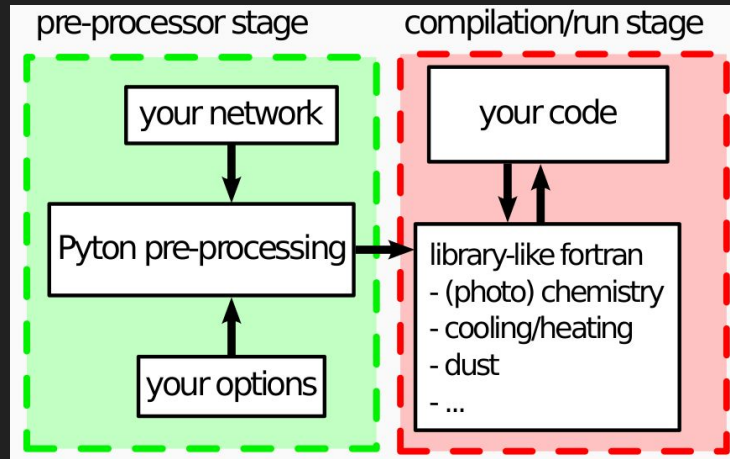 pre-processor stage
your network
Pyton pre-processing
your options
compilation/run stage
your code
library-like fortran
- (photo) chemistry
- cooling/heating
- dust
- ...